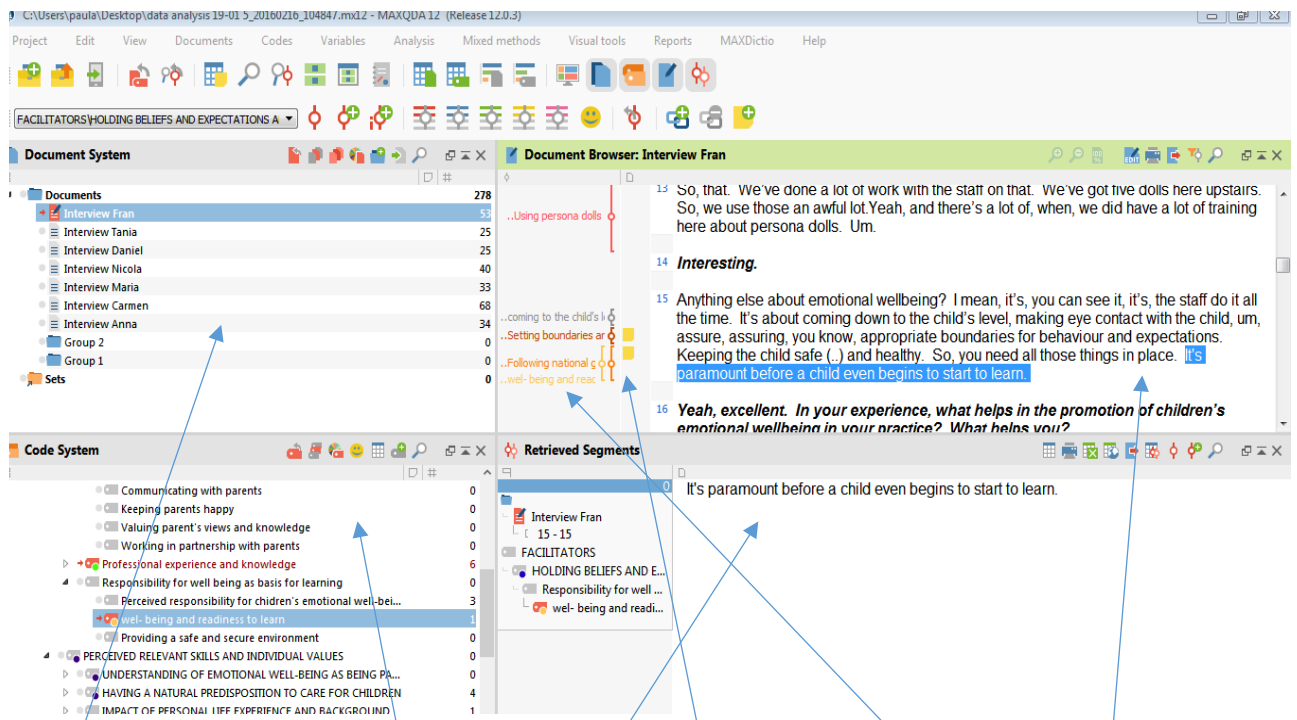 C:\Users\paula\Desktop\data analysis 19-01 5_20160216_104847.mx12 - MAXQDA 12 (Release 12.0.3)
Project Edit View Documents Codes Variables Analysis Mixed methods Visual tools Reports MAXDictio Help
FACILITATORS\HOLDING BELIEFS AND EXPECTATIONS A
Document System
#
Documents 278
Interview Fran 53
Interview Tania 25
Interview Daniel 25
Interview Nicola 40
Interview Maria 33
Interview Carmen 68
Interview Anna 34
Group 2 0
Group 1 0
Sets 0
Document Browser: Interview Fran
EDIT
..Using persona dolls
..coming to the child's l
..Setting boundaries ar
..Following national g
..wel- being and reac
13 So, that. We've done a lot of work with the staff on that. We've got five dolls here upstairs.
So, we use those an awful lot.Yeah, and there's a lot of, when, we did have a lot of training
here about persona dolls. Um.
14 Interesting.
15 Anything else about emotional wellbeing? I mean, it's, you can see it, it's, the staff do it all
the time. It's about coming down to the child's level, making eye contact with the child, um,
assure, assuring, you know, appropriate boundaries for behaviour and expectations.
Keeping the child safe (..) and healthy. So, you need all those things in place. It's
paramount before a child even begins to start to learn.
16 Yeah, excellent. In your experience, what helps in the promotion of children's
emotional wellbeing in your practice? What helps you?
Code System
#
Communicating with parents 0
Keeping parents happy 0
Valuing parent's views and knowledge 0
Working in partnership with parents 0
Professional experience and knowledge 6
Responsibility for well being as basis for learning 0
Perceived responsibility for chidren's emotional well-bei... 3
wel- being and readiness to learn 1
Providing a safe and secure environment 0
PERCEIVED RELEVANT SKILLS AND INDIVIDUAL VALUES 0
UNDERSTANDING OF EMOTIONAL WELL-BEING AS BEING PA... 0
HAVING A NATURAL PREDISPOSITION TO CARE FOR CHILDREN 4
IMPACT OF PERSONAL LIFE EXPERIENCE AND BACKGROUND 1
Retrieved Segments
0
Interview Fran
15 - 15
FACILITATORS
HOLDING BELIEFS AND E...
Responsibility for well ...
wel- being and readi...
It's paramount before a child even begins to start to learn.